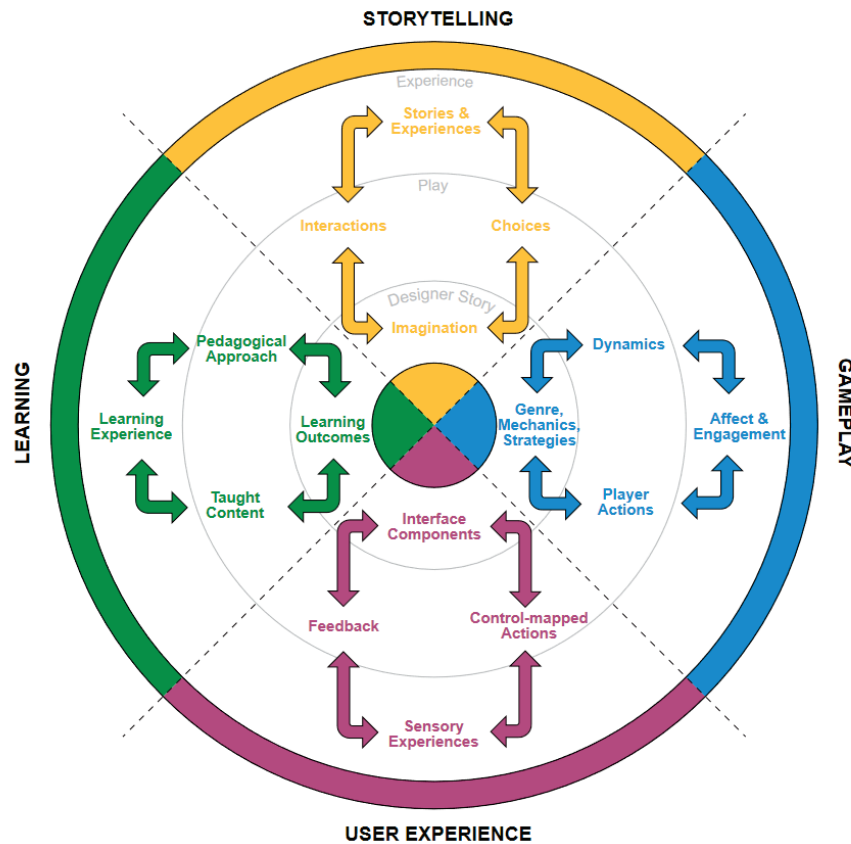 STORYTELLING
Experience
Stories &
Experiences
Play
Interactions
Choices
Designer Story
Imagination
Pedagogical
Approach
Dynamics
LEARNING
Learning
Experience
Learning
Outcomes
Genre,
Mechanics,
Strategies
Affect &
Engagement
GAMEPLAY
Taught
Content
Player
Actions
Interface
Components
Feedback
Control-mapped
Actions
Sensory
Experiences
USER EXPERIENCE